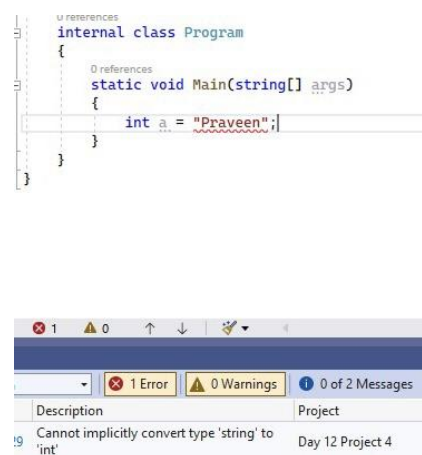 0 references
internal class Program
{
0 references
static void Main(string[] args)
{
int a = "Praveen";
}
}
}
1 0
1 Error 0 Warnings 0 of 2 Messages
Description Project
29 Cannot implicitly convert type 'string' to 'int' Day 12 Project 4